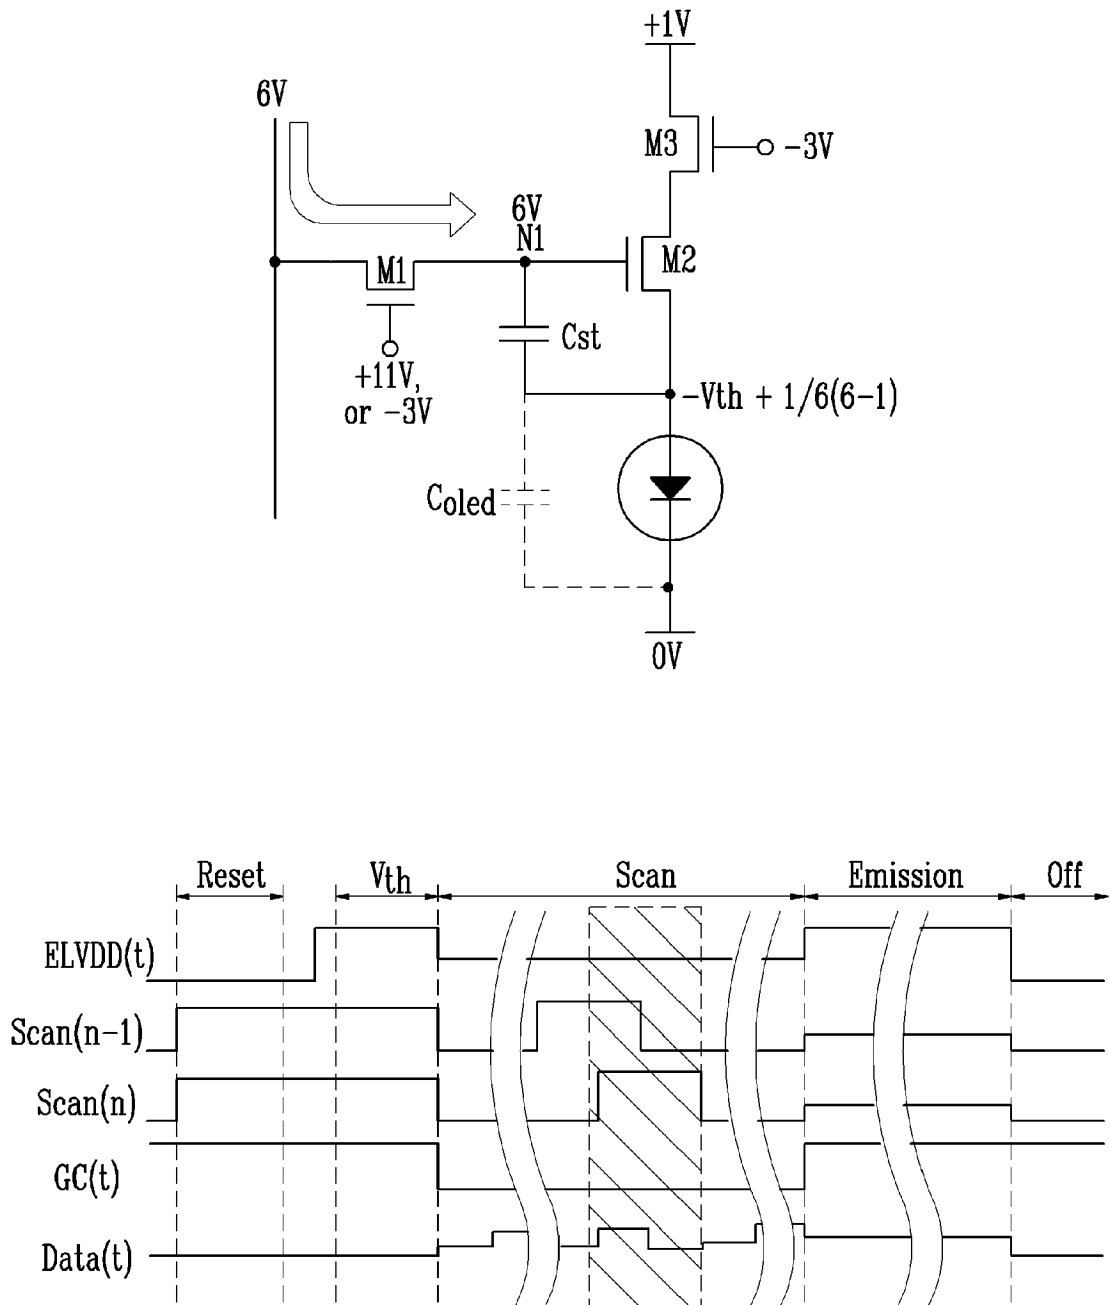 +1V
6V
M3
-3V
6V
N1
M1
M2
Cst
+11V,
or -3V
-Vth + 1/6(6-1)
Coled
0V
Reset
Vth
Scan
Emission
Off
ELVDD(t)
Scan(n-1)
Scan(n)
GC(t)
Data(t)